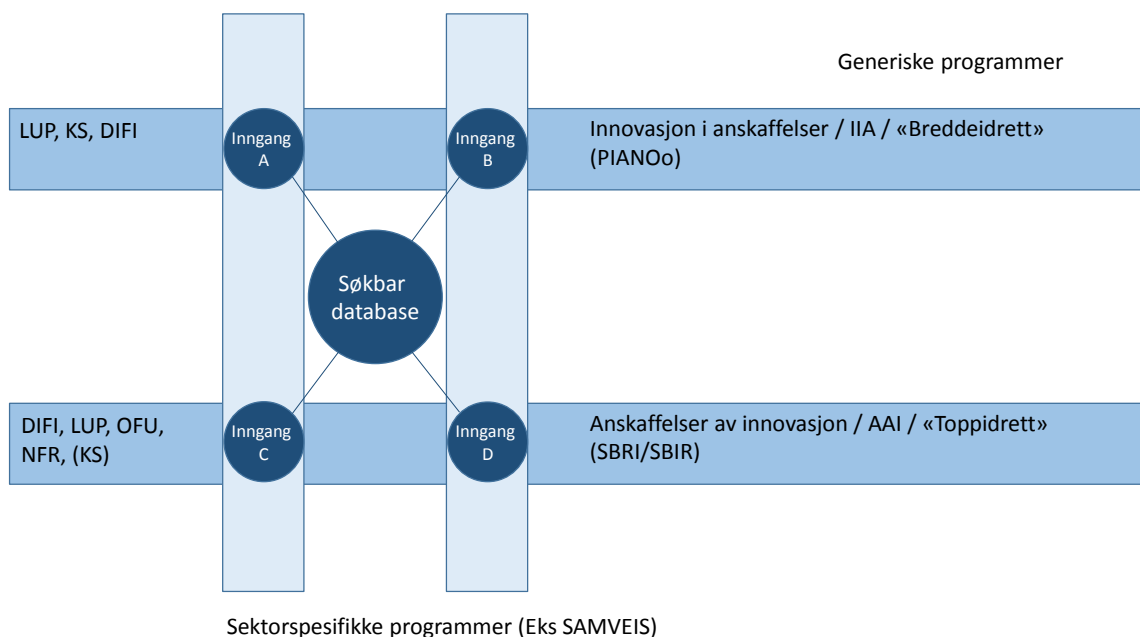 Generiske programmer
LUP, KS, DIFI
Inngang
A
Inngang
B
Innovasjon i anskaffelser / IIA / «Breddeidrett»
(PIANOo)
Søkbar
database
DIFI, LUP, OFU,
NFR, (KS)
Inngang
C
Inngang
D
Anskaffelser av innovasjon / AAI / «Toppidrett»
(SBRI/SBIR)
Sektorspesifikke programmer (Eks SAMVEIS)